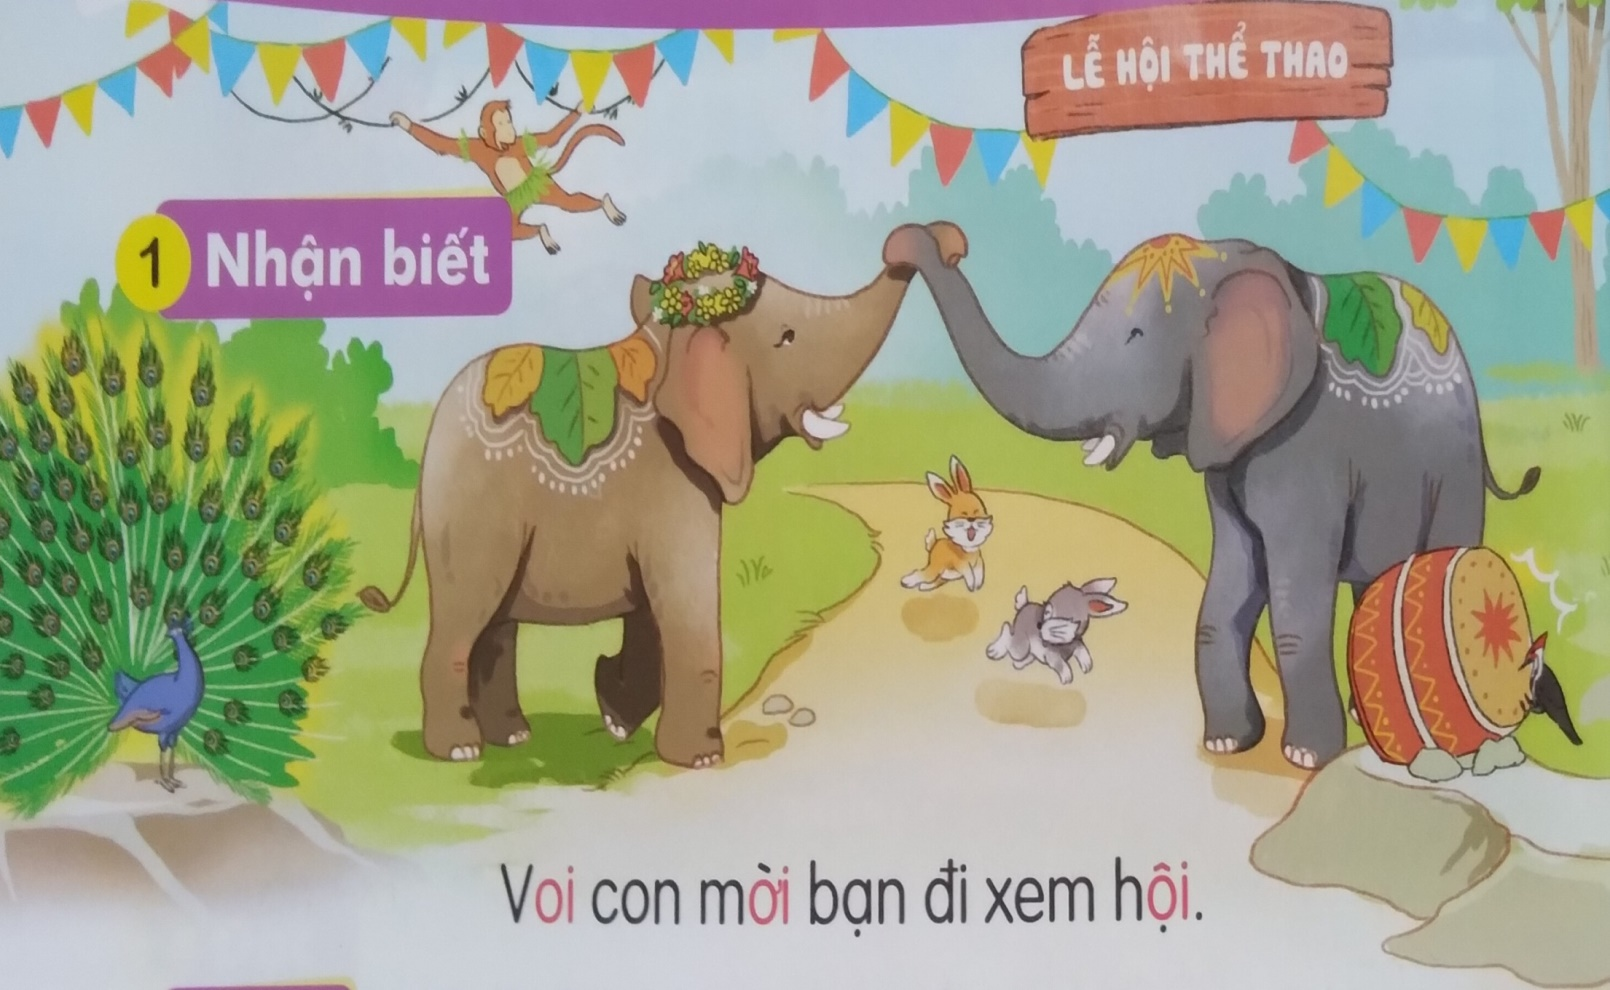 LỄ HỘI THỂ THAO
1 Nhận biết
Voi con mời bạn đi xem hội.